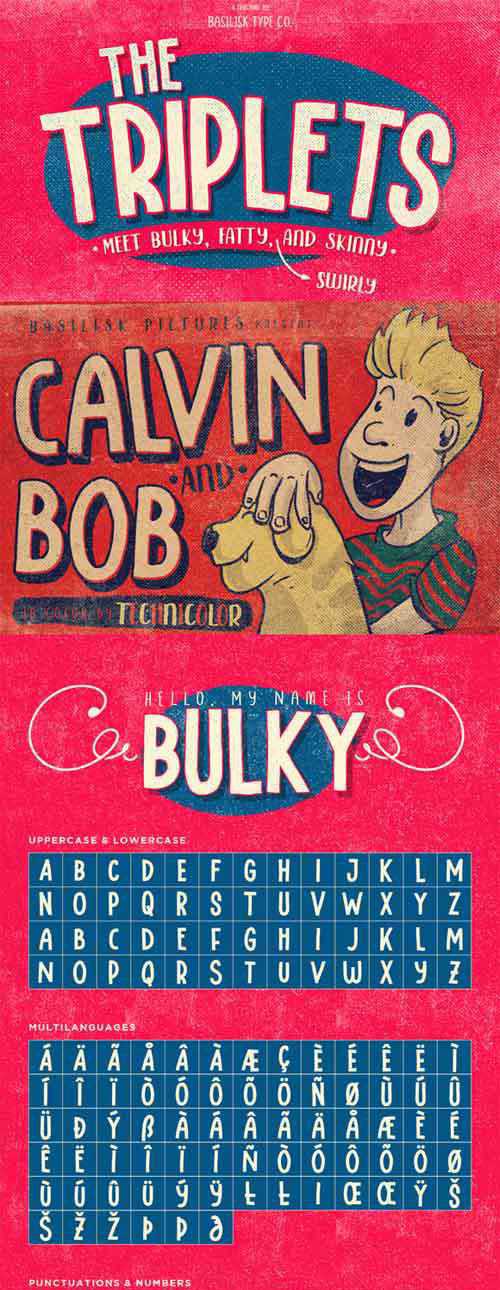 BASILISK TYPE CO.
THE
TRIPLETS
• MEET BULKY, FATTY, AND SKINNY •
SWIRLY
BASILISK PICTURES PRESENT
CALVIN
•AND•
BOB
TECHNICOLOR
HELLO, MY NAME IS
BULKY
UPPERCASE & LOWERCASE
A B C D E F G H I J K L M
N O P Q R S T U V W X Y Z
A B C D E F G H I J K L M
N O P Q R S T U V W X Y Z
MULTILANGUAGES
Á Ä Ã Å Â À Æ Ç È É Ê Ë Ì
Í Î Ï Ò Ó Ô Õ Ö Ñ Ø Ù Ú Û
Ü Ð Ý ß À Á Â Ã Ä Å Æ È É
Ê Ë Ì Î Ï Í Ñ Ò Ó Ô Õ Ö Ø
Ù Ú Û Ü Ý Ÿ Ł Ł I Œ Œ Ÿ Š
Š Ž Ž Þ Þ
PUNCTUATIONS & NUMBERS